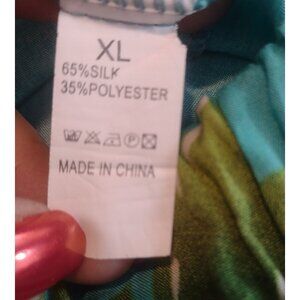 XL
65%SILK
35%POLYESTER
MADE IN CHINA